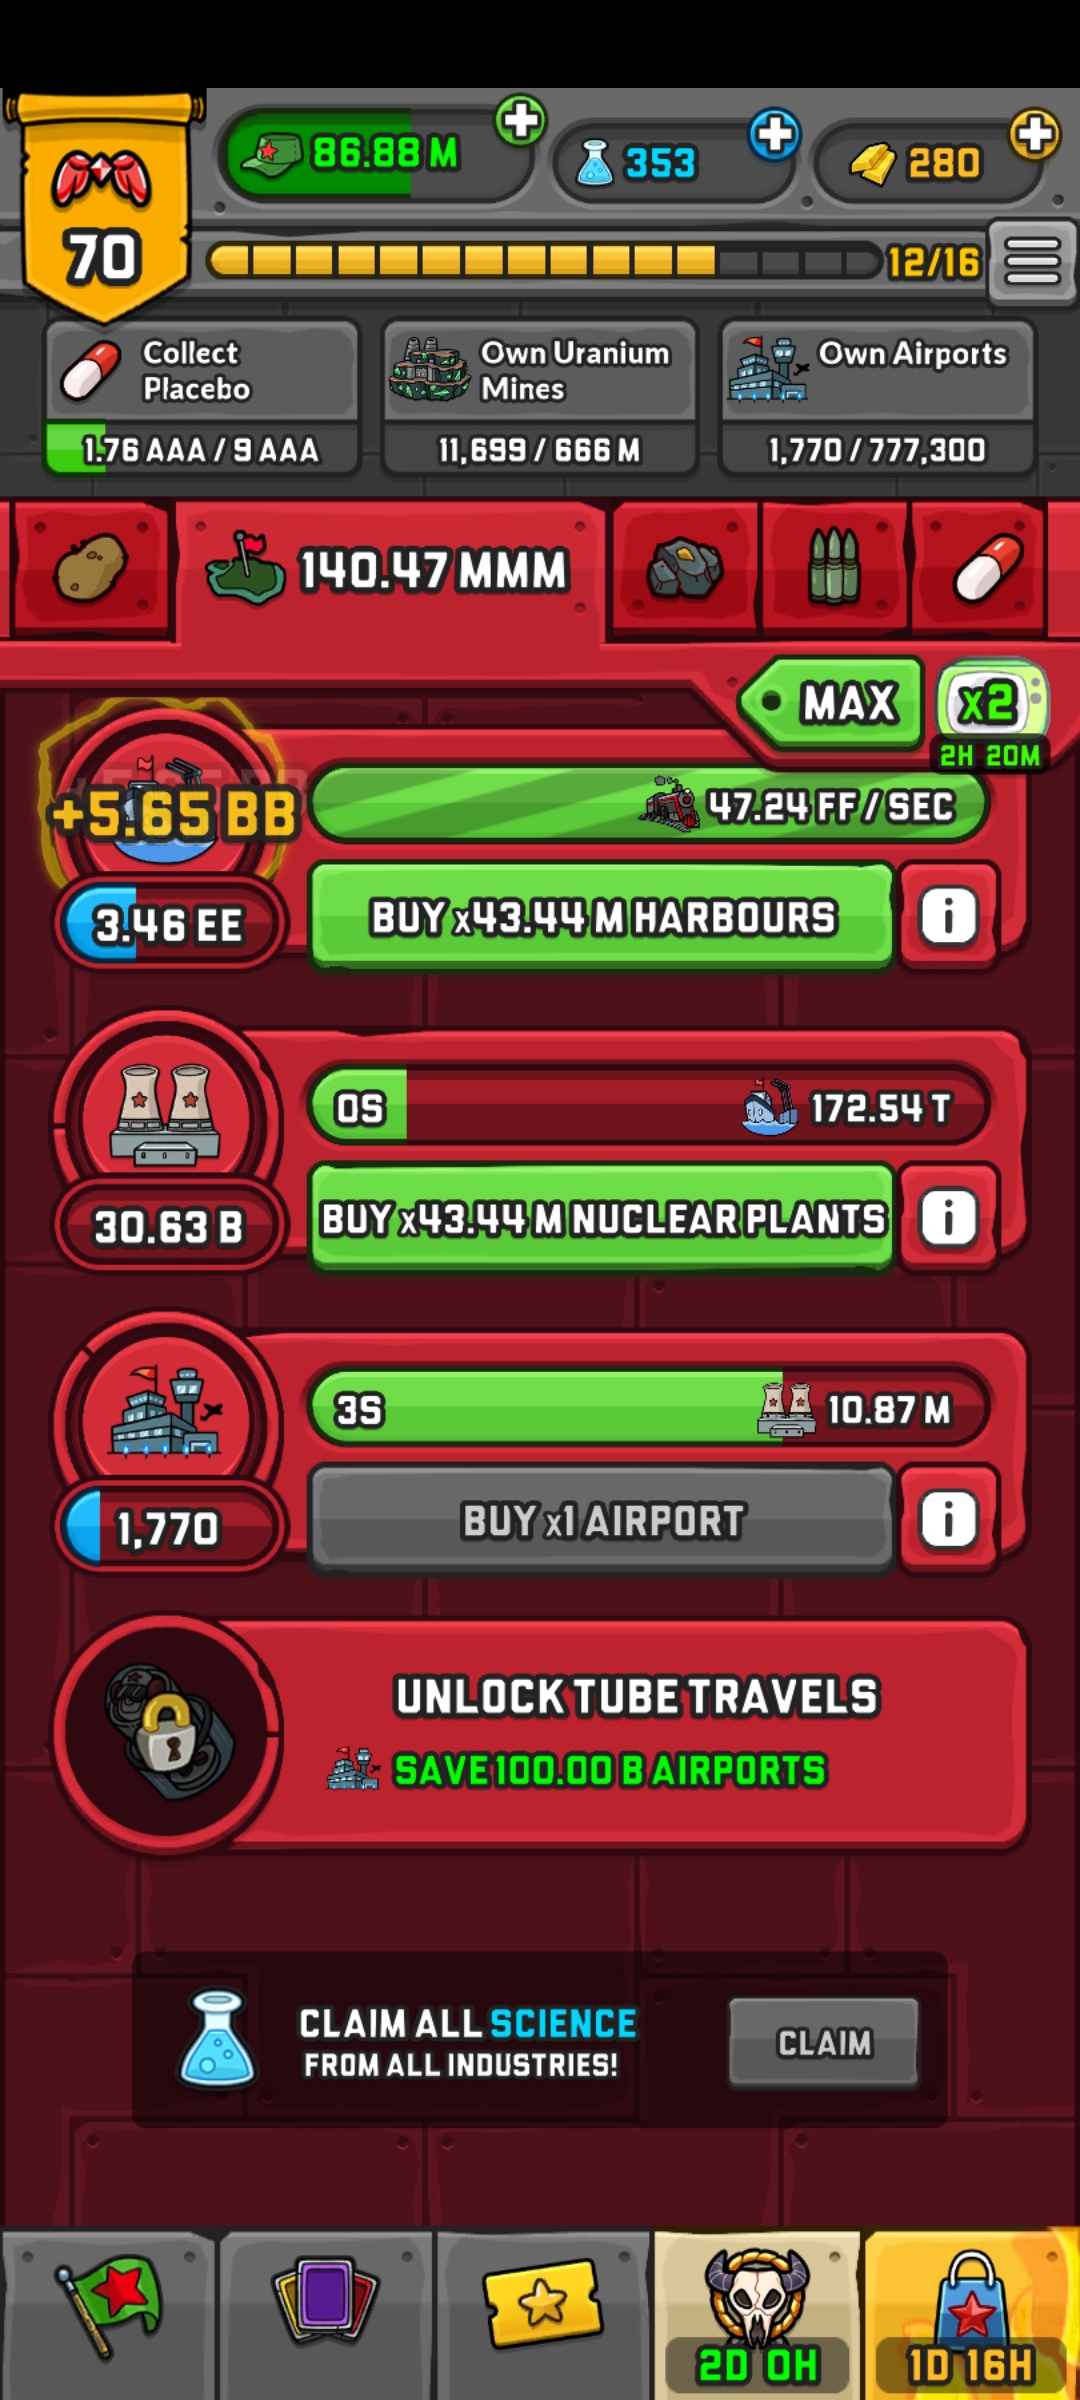 86.88 M
353
280
70
12/16
Collect
Placebo
1.76 AAA / 9 AAA
Own Uranium
Mines
11,699 / 666 M
Own Airports
1,770 / 777,300
140.47 MMM
MAX
x2
2H 20M
+5.65 BB
47.24 FF / SEC
3.46 EE
BUY x43.44 M HARBOURS
i
0S
172.54 T
30.63 B
BUY x43.44 M NUCLEAR PLANTS
i
3S
10.87 M
1,770
BUY x1 AIRPORT
i
UNLOCK TUBE TRAVELS
SAVE 100.00 B AIRPORTS
CLAIM ALL SCIENCE
FROM ALL INDUSTRIES!
CLAIM
2D 0H
1D 16H